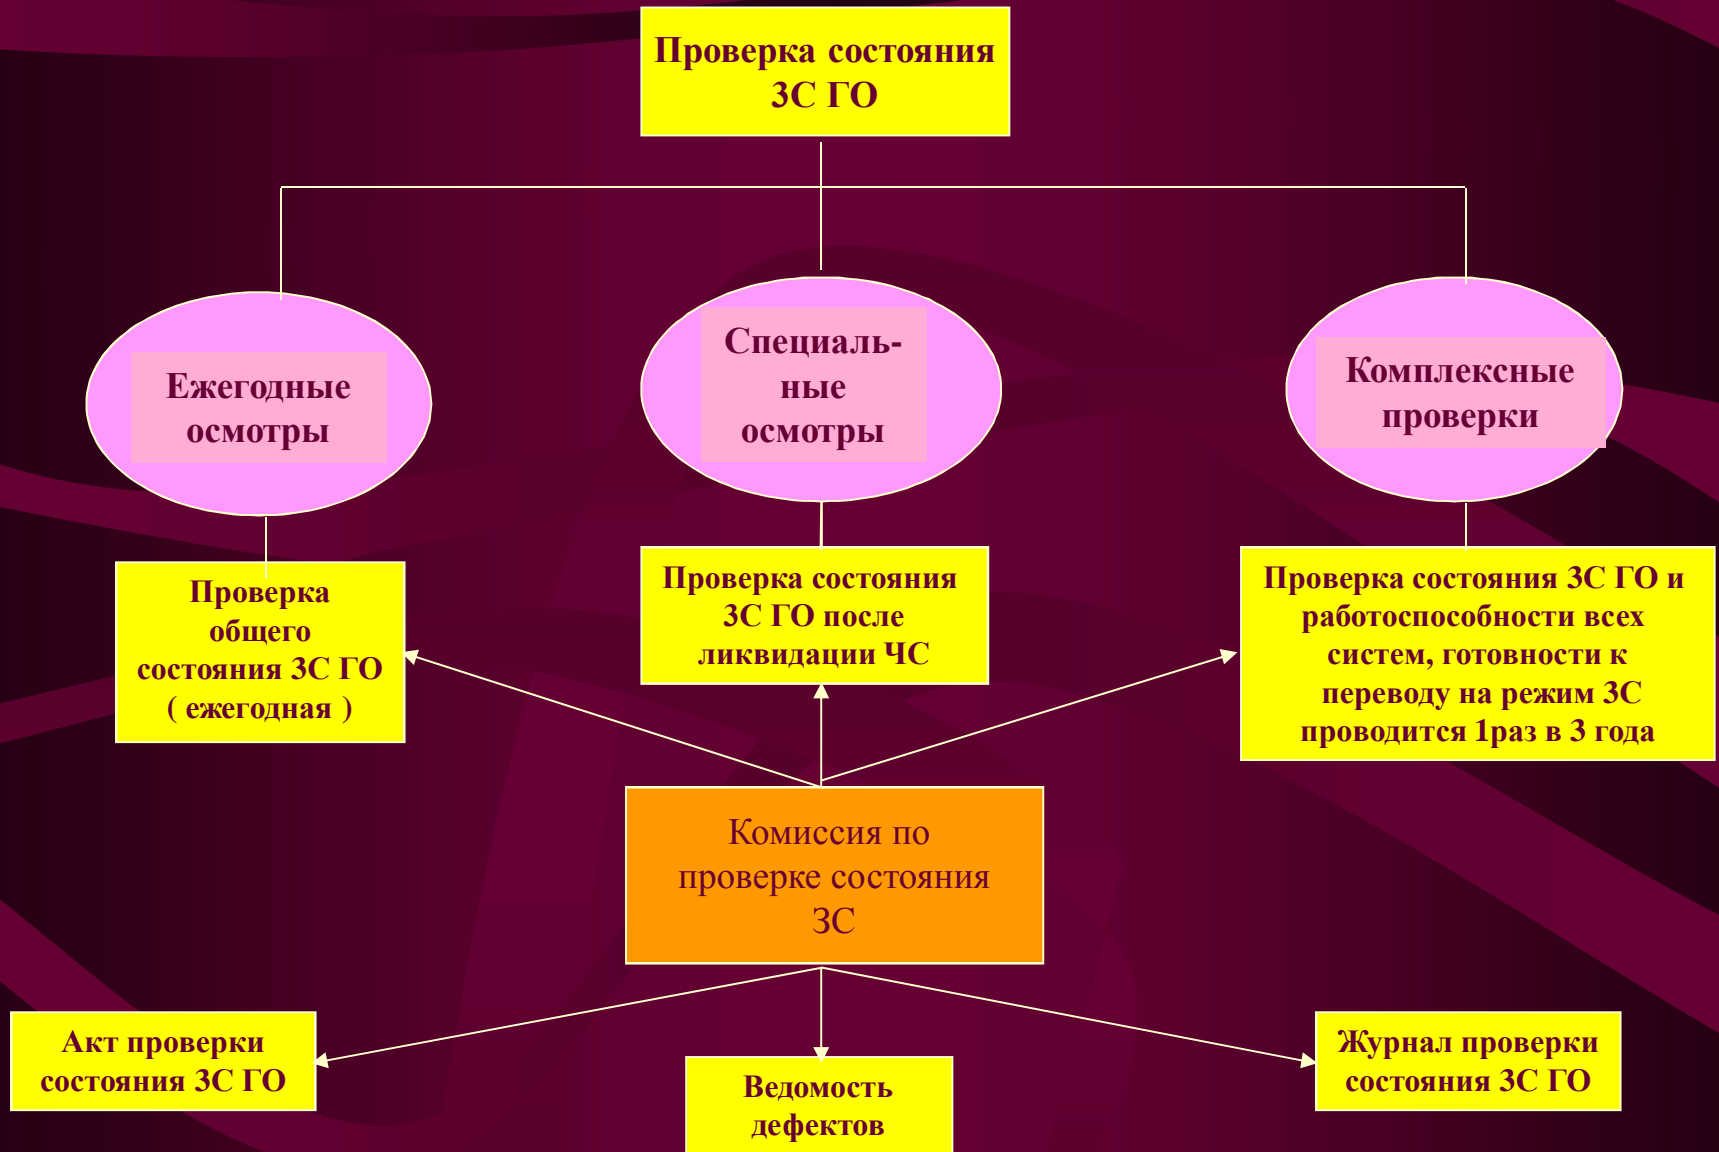 Проверка состояния
ЗС ГО
Ежегодные
осмотры
Специаль-
ные
осмотры
Комплексные
проверки
Проверка
общего
состояния ЗС ГО
( ежегодная )
Проверка состояния
ЗС ГО после
ликвидации ЧС
Проверка состояния ЗС ГО и
работоспособности всех
систем, готовности к
переводу на режим ЗС
проводится 1раз в 3 года
Комиссия по
проверке состояния
ЗС
Акт проверки
состояния ЗС ГО
Ведомость
дефектов
Журнал проверки
состояния ЗС ГО